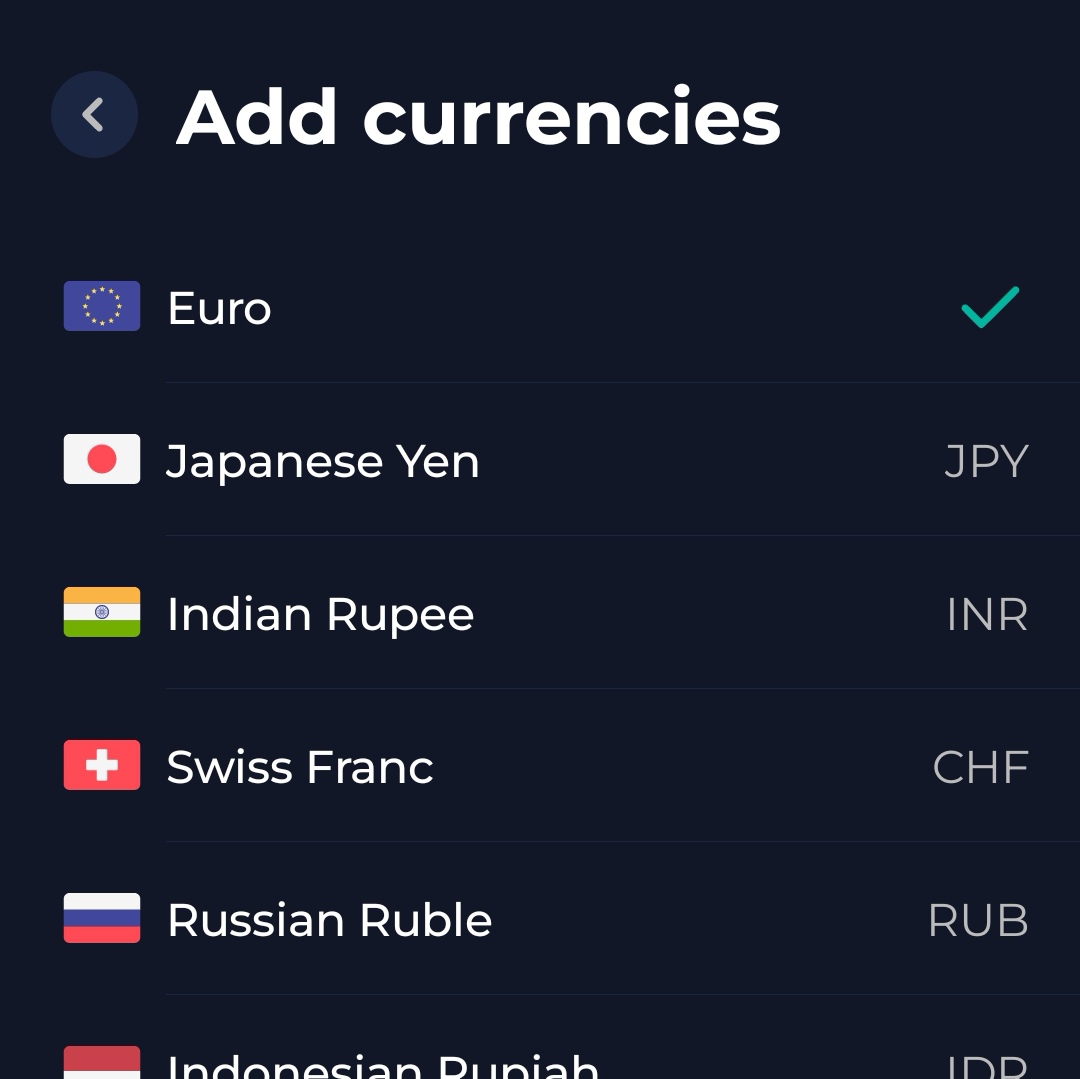 Add currencies
Euro
Japanese Yen JPY
Indian Rupee INR
Swiss Franc CHF
Russian Ruble RUB
Indonesian Rupiah IDR